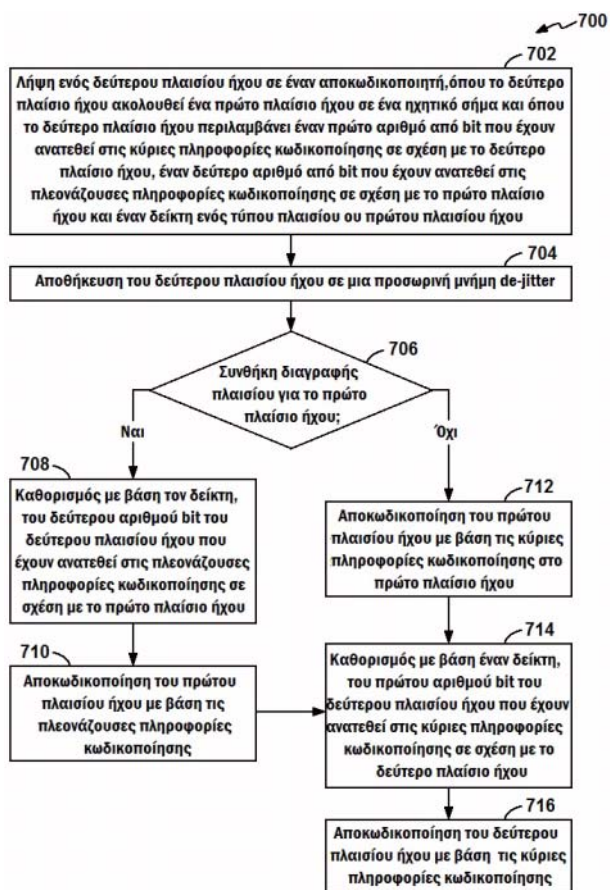 700
702
Λήψη ενός δεύτερου πλαισίου ήχου σε έναν αποκωδικοποιητή,όπου το δεύτερο
πλαίσιο ήχου ακολουθεί ένα πρώτο πλαίσιο ήχου σε ένα ηχητικό σήμα και όπου
το δεύτερο πλαίσιο ήχου περιλαμβάνει έναν πρώτο αριθμό από bit που έχουν
ανατεθεί στις κύριες πληροφορίες κωδικοποίησης σε σχέση με το δεύτερο
πλαίσιο ήχου, έναν δεύτερο αριθμό από bit που έχουν ανατεθεί στις
πλεονάζουσες πληροφορίες κωδικοποίησης σε σχέση με το πρώτο πλαίσιο
ήχου και έναν δείκτη ενός τύπου πλαισίου ου πρώτου πλαισίου ήχου
704
Αποθήκευση του δεύτερου πλαισίου ήχου σε μια προσωρινή μνήμη de-jitter
706
Συνθήκη διαγραφής
πλαισίου για το πρώτο
πλαίσιο ήχου;
Ναι
Όχι
708
Καθορισμός με βάση τον δείκτη,
του δεύτερου αριθμού bit του
δεύτερου πλαισίου ήχου που
έχουν ανατεθεί στις πλεονάζουσες
πληροφορίες κωδικοποίησης σε
σχέση με το πρώτο πλαίσιο ήχου
710
Αποκωδικοποίηση του πρώτου
πλαισίου ήχου με βάση τις
πλεονάζουσες πληροφορίες
κωδικοποίησης
712
Αποκωδικοποίηση του πρώτου
πλαισίου ήχου με βάση τις κύριες
πληροφορίες κωδικοποίησης στο
πρώτο πλαίσιο ήχου
714
Καθορισμός με βάση έναν δείκτη,
του πρώτου αριθμού bit του
δεύτερου πλαισίου ήχου που έχουν
ανατεθεί στις κύριες πληροφορίες
κωδικοποίησης σε σχέση με το
δεύτερο πλαίσιο ήχου
716
Αποκωδικοποίηση του δεύτερου
πλαισίου ήχου με βάση τις κύριες
πληροφορίες κωδικοποίησης